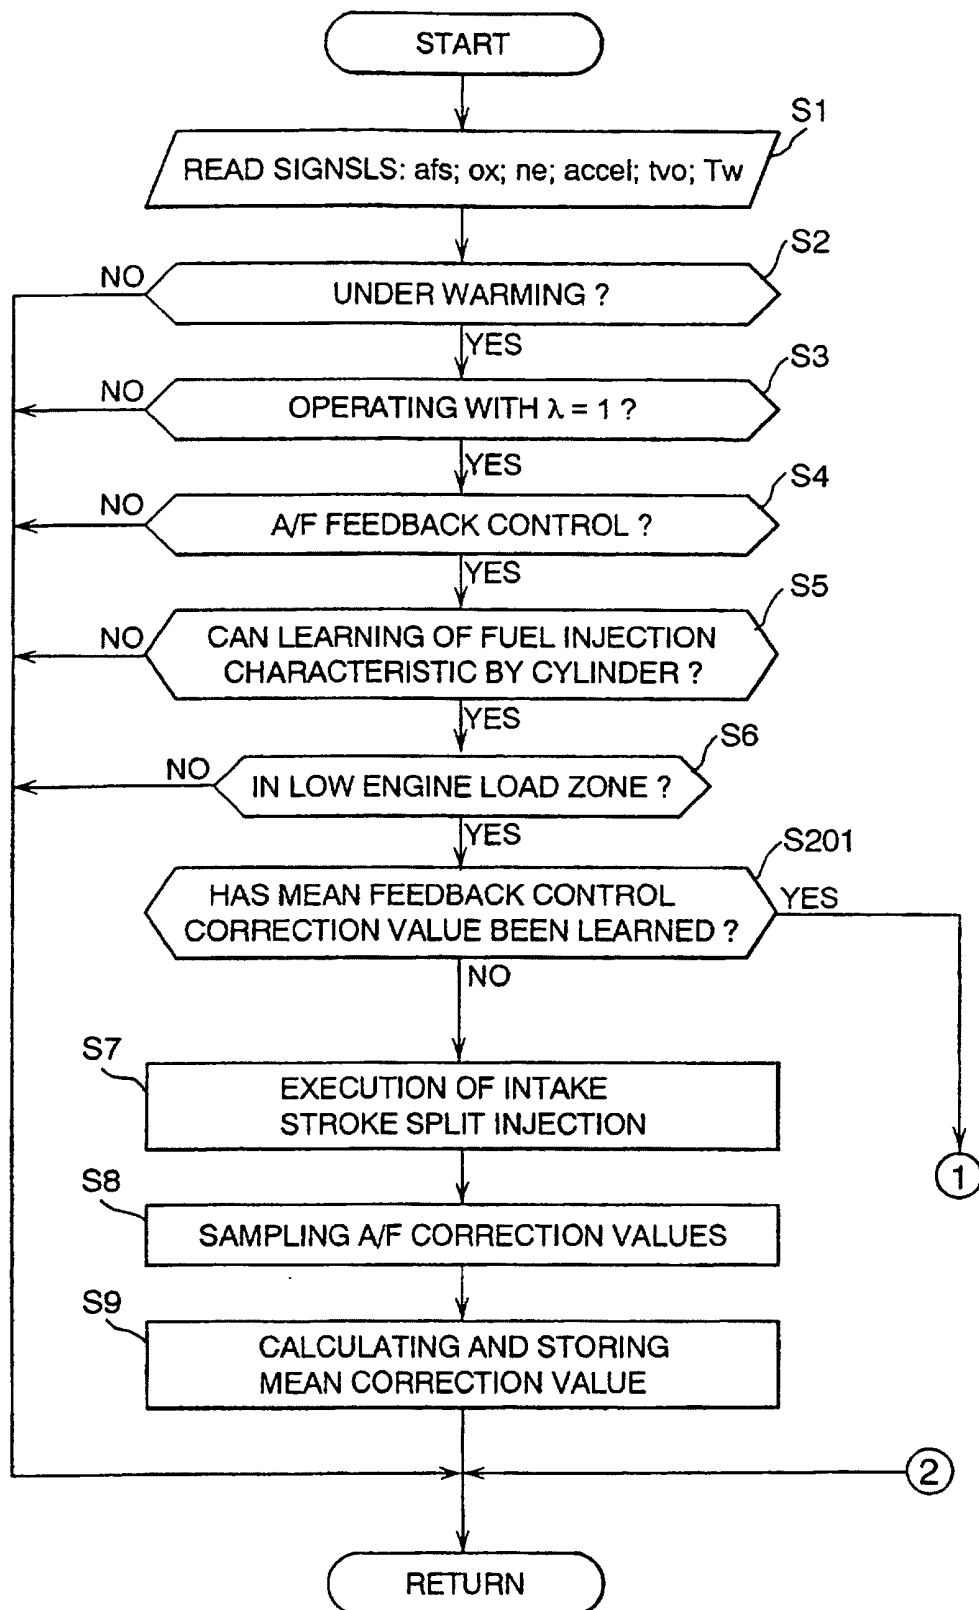 START
S1
READ SIGNSLS: afs; ox; ne; accel; tvo; Tw
S2
NO
UNDER WARMING ?
YES
S3
NO
OPERATING WITH λ = 1 ?
YES
S4
NO
A/F FEEDBACK CONTROL ?
YES
S5
NO
CAN LEARNING OF FUEL INJECTION
CHARACTERISTIC BY CYLINDER ?
YES
S6
NO
IN LOW ENGINE LOAD ZONE ?
YES
S201
HAS MEAN FEEDBACK CONTROL
CORRECTION VALUE BEEN LEARNED ?
YES
NO
S7
EXECUTION OF INTAKE
STROKE SPLIT INJECTION
1
S8
SAMPLING A/F CORRECTION VALUES
S9
CALCULATING AND STORING
MEAN CORRECTION VALUE
2
RETURN